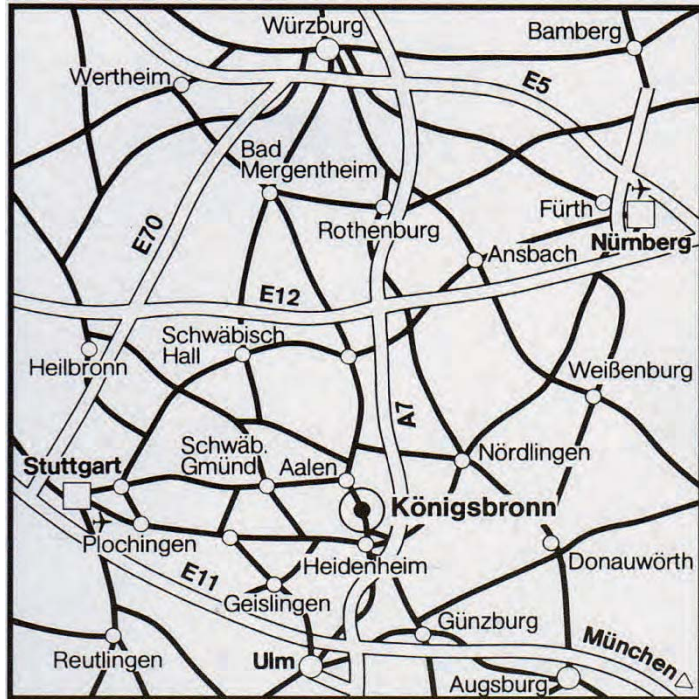 Würzburg
Bamberg
Wertheim
E5
Bad
Mergentheim
Fürth
Rothenburg
Nürnberg
E70
Ansbach
E12
Schwäbisch
Hall
Heilbronn
Weißenburg
A7
Schwäb.
Gmünd
Nördlingen
Stuttgart
Aalen
Königsbronn
Plochingen
Heidenheim
Donauwörth
E11
Geislingen
Günzburg
München
Reutlingen
Ulm
Augsburg